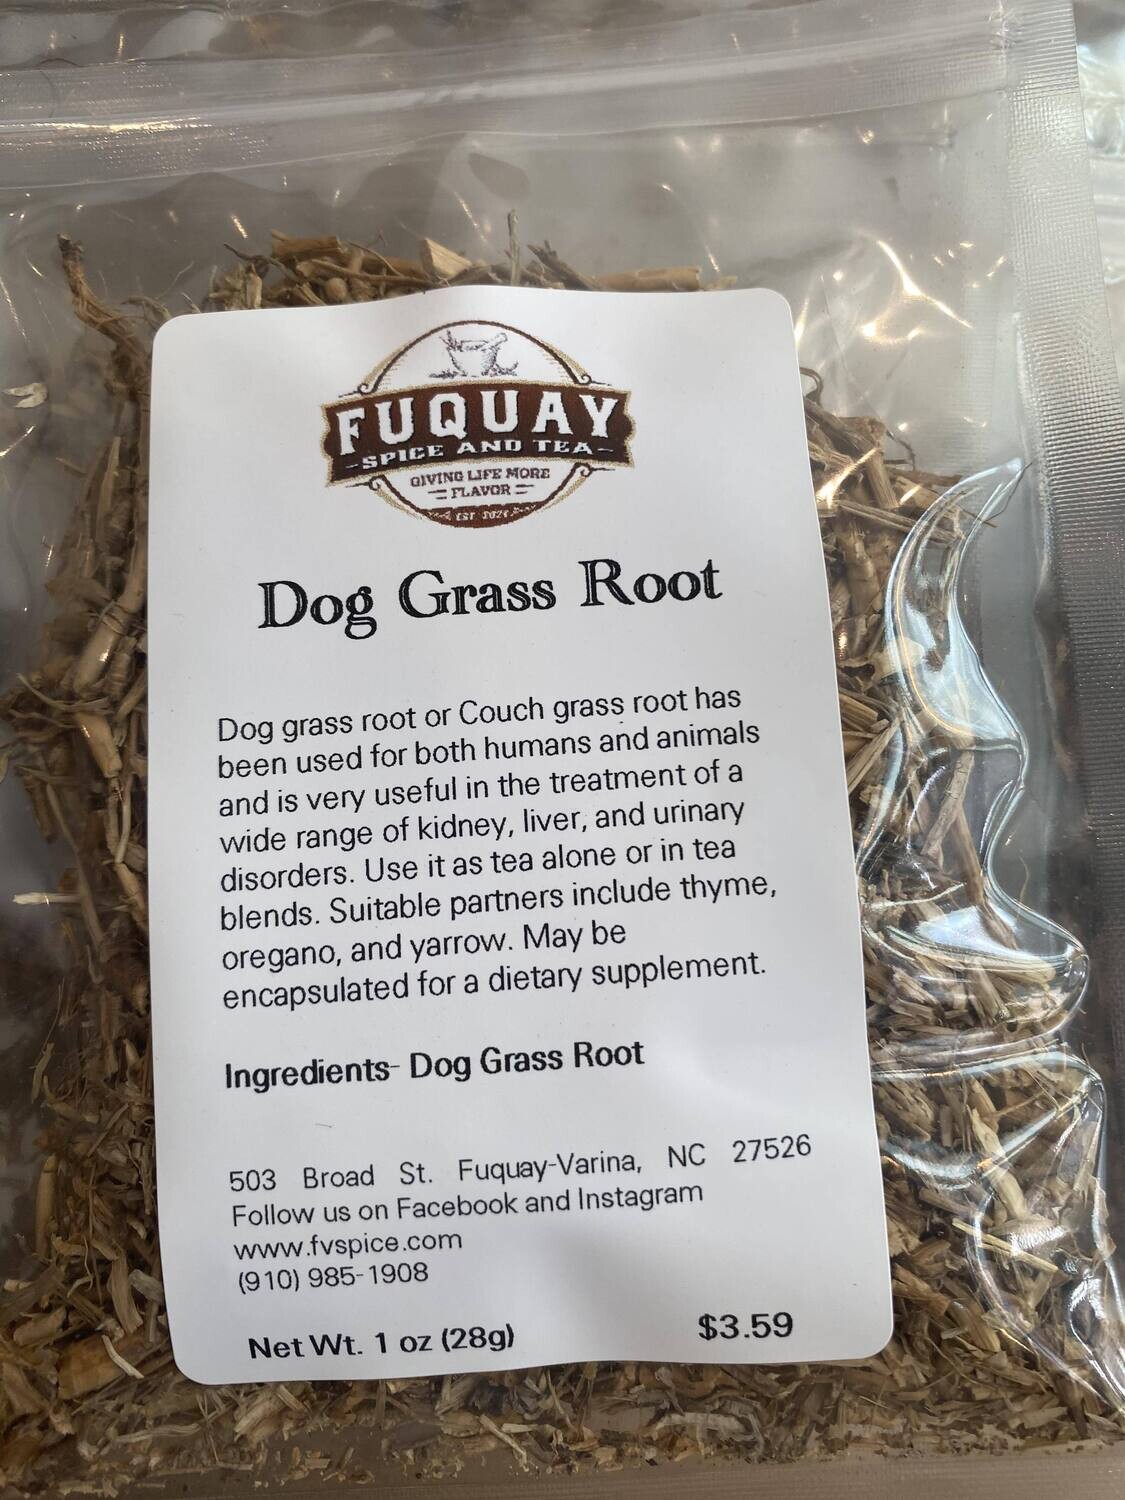 FUQUAY
-SPICE AND TEA-
GIVING LIFE MORE
FLAVOR
EST 2024
Dog Grass Root
Dog grass root or Couch grass root has
been used for both humans and animals
and is very useful in the treatment of a
wide range of kidney, liver, and urinary
disorders. Use it as tea alone or in tea
blends. Suitable partners include thyme,
oregano, and yarrow. May be
encapsulated for a dietary supplement.
Ingredients- Dog Grass Root
503 Broad St. Fuquay-Varina, NC 27526
Follow us on Facebook and Instagram
www.fvspice.com
(910) 985-1908
Net Wt. 1 oz (28g)
$3.59